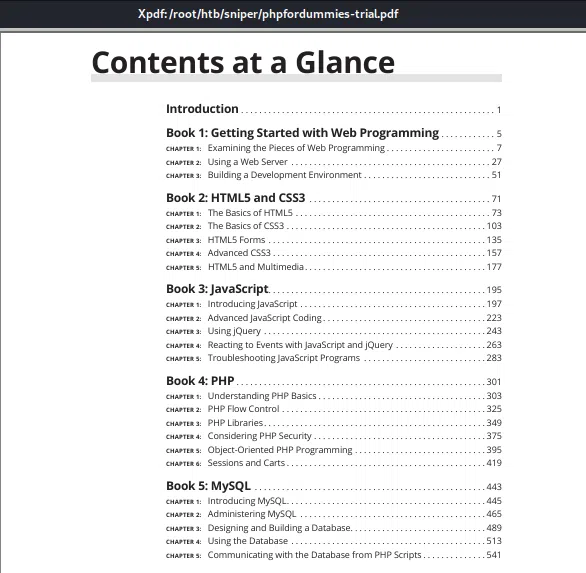 Xpdf: /root/htb/sniper/phpfordummies-trial.pdf
Contents at a Glance
Introduction . . . . . . . . . . . . . . . . . . . . . . . . . . . . . . . . . . . . . . . . . . . . . . . . 1
Book 1: Getting Started with Web Programming . . . . . . . . . . . 5
CHAPTER 1: Examining the Pieces of Web Programming . . . . . . . . . . . . . . . . . . . . . 7
CHAPTER 2: Using a Web Server . . . . . . . . . . . . . . . . . . . . . . . . . . . . . . . . . . . . . . 27
CHAPTER 3: Building a Development Environment . . . . . . . . . . . . . . . . . . . . . . . . 51
Book 2: HTML5 and CSS3 . . . . . . . . . . . . . . . . . . . . . . . . . . . . . . . . . . 71
CHAPTER 1: The Basics of HTML5 . . . . . . . . . . . . . . . . . . . . . . . . . . . . . . . . . . . . . 73
CHAPTER 2: The Basics of CSS3 . . . . . . . . . . . . . . . . . . . . . . . . . . . . . . . . . . . . . . 103
CHAPTER 3: HTML5 Forms . . . . . . . . . . . . . . . . . . . . . . . . . . . . . . . . . . . . . . . . . 135
CHAPTER 4: Advanced CSS3 . . . . . . . . . . . . . . . . . . . . . . . . . . . . . . . . . . . . . . . . 157
CHAPTER 5: HTML5 and Multimedia . . . . . . . . . . . . . . . . . . . . . . . . . . . . . . . . . . 177
Book 3: JavaScript . . . . . . . . . . . . . . . . . . . . . . . . . . . . . . . . . . . . . . . . . 195
CHAPTER 1: Introducing JavaScript . . . . . . . . . . . . . . . . . . . . . . . . . . . . . . . . . . . 197
CHAPTER 2: Advanced JavaScript Coding . . . . . . . . . . . . . . . . . . . . . . . . . . . . . . . 223
CHAPTER 3: Using jQuery . . . . . . . . . . . . . . . . . . . . . . . . . . . . . . . . . . . . . . . . . . 243
CHAPTER 4: Reacting to Events with JavaScript and jQuery . . . . . . . . . . . . . . . . . 263
CHAPTER 5: Troubleshooting JavaScript Programs . . . . . . . . . . . . . . . . . . . . . . . 283
Book 4: PHP . . . . . . . . . . . . . . . . . . . . . . . . . . . . . . . . . . . . . . . . . . . . . . . 301
CHAPTER 1: Understanding PHP Basics . . . . . . . . . . . . . . . . . . . . . . . . . . . . . . . . 303
CHAPTER 2: PHP Flow Control . . . . . . . . . . . . . . . . . . . . . . . . . . . . . . . . . . . . . . . 325
CHAPTER 3: PHP Libraries . . . . . . . . . . . . . . . . . . . . . . . . . . . . . . . . . . . . . . . . . . 349
CHAPTER 4: Considering PHP Security . . . . . . . . . . . . . . . . . . . . . . . . . . . . . . . . . 375
CHAPTER 5: Object-Oriented PHP Programming . . . . . . . . . . . . . . . . . . . . . . . . . 395
CHAPTER 6: Sessions and Carts . . . . . . . . . . . . . . . . . . . . . . . . . . . . . . . . . . . . . . 419
Book 5: MySQL . . . . . . . . . . . . . . . . . . . . . . . . . . . . . . . . . . . . . . . . . . . . 443
CHAPTER 1: Introducing MySQL . . . . . . . . . . . . . . . . . . . . . . . . . . . . . . . . . . . . . . 445
CHAPTER 2: Administering MySQL . . . . . . . . . . . . . . . . . . . . . . . . . . . . . . . . . . . . 465
CHAPTER 3: Designing and Building a Database . . . . . . . . . . . . . . . . . . . . . . . . . . 489
CHAPTER 4: Using the Database . . . . . . . . . . . . . . . . . . . . . . . . . . . . . . . . . . . . . 513
CHAPTER 5: Communicating with the Database from PHP Scripts . . . . . . . . . . . . 541